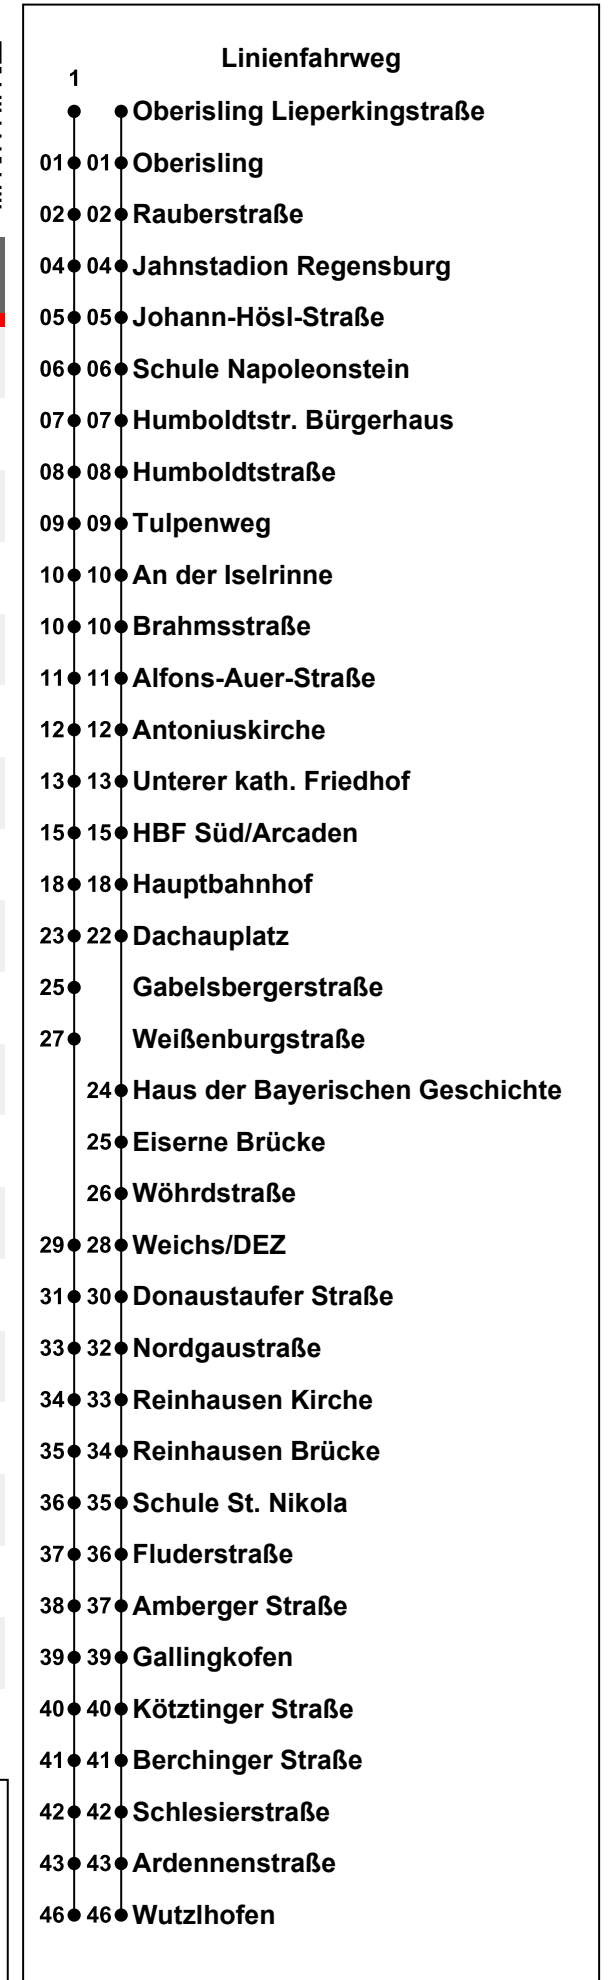 Linienfahrweg
1
Oberisling Lieperkingstraße
01 01 Oberisling
02 02 Rauberstraße
04 04 Jahnstadion Regensburg
05 05 Johann-Hösl-Straße
06 06 Schule Napoleonstein
07 07 Humboldtstr. Bürgerhaus
08 08 Humboldtstraße
09 09 Tulpenweg
10 10 An der Iselrinne
10 10 Brahmsstraße
11 11 Alfons-Auer-Straße
12 12 Antoniuskirche
13 13 Unterer kath. Friedhof
15 15 HBF Süd/Arcaden
18 18 Hauptbahnhof
23 22 Dachauplatz
25 Gabelsbergerstraße
27 Weißenburgstraße
24 Haus der Bayerischen Geschichte
25 Eiserne Brücke
26 Wöhrdstraße
29 28 Weichs/DEZ
31 30 Donaustaufer Straße
33 32 Nordgaustraße
34 33 Reinhausen Kirche
35 34 Reinhausen Brücke
36 35 Schule St. Nikola
37 36 Fluderstraße
38 37 Amberger Straße
39 39 Gallingkofen
40 40 Kötztinger Straße
41 41 Berchinger Straße
42 42 Schlesierstraße
43 43 Ardennenstraße
46 46 Wutzlhofen